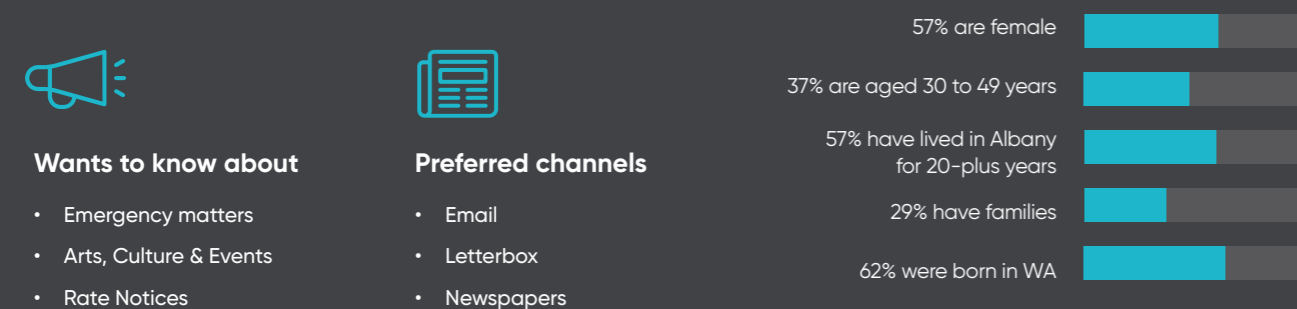 Wants to know about
• Emergency matters
• Arts, Culture & Events
• Rate Notices
Preferred channels
• Email
• Letterbox
• Newspapers
57% are female
37% are aged 30 to 49 years
57% have lived in Albany
for 20-plus years
29% have families
62% were born in WA